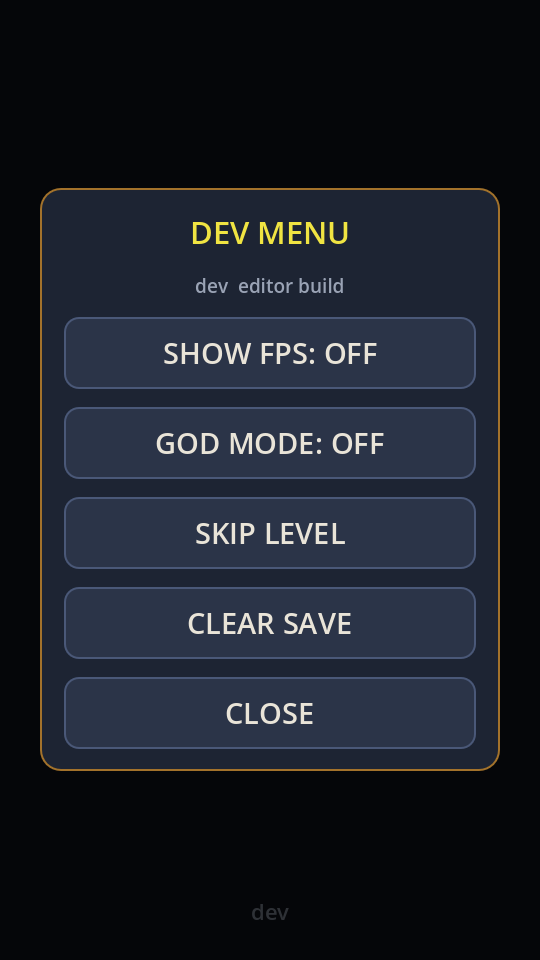 DEV MENU
dev  editor build
SHOW FPS: OFF
GOD MODE: OFF
SKIP LEVEL
CLEAR SAVE
CLOSE
dev